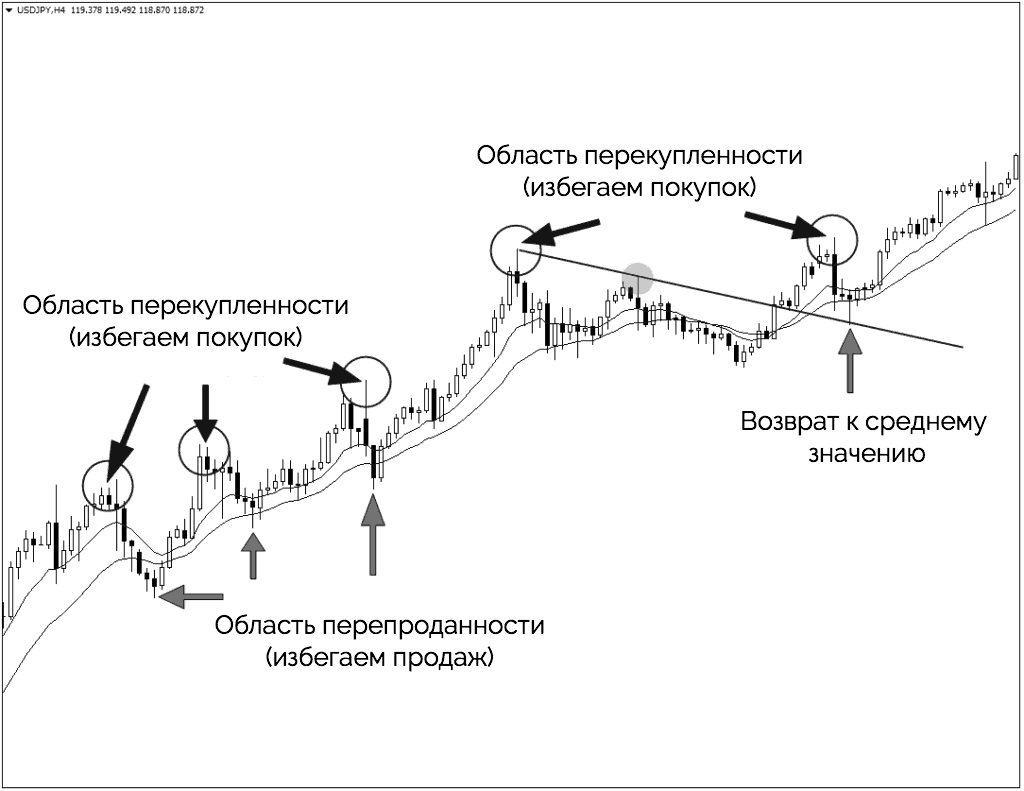 USDJPY,H4 119.378 119.492 118.870 118.872
Область перекупленности
(избегаем покупок)
Область перекупленности
(избегаем покупок)
Возврат к среднему
значению
Область перепроданности
(избегаем продаж)